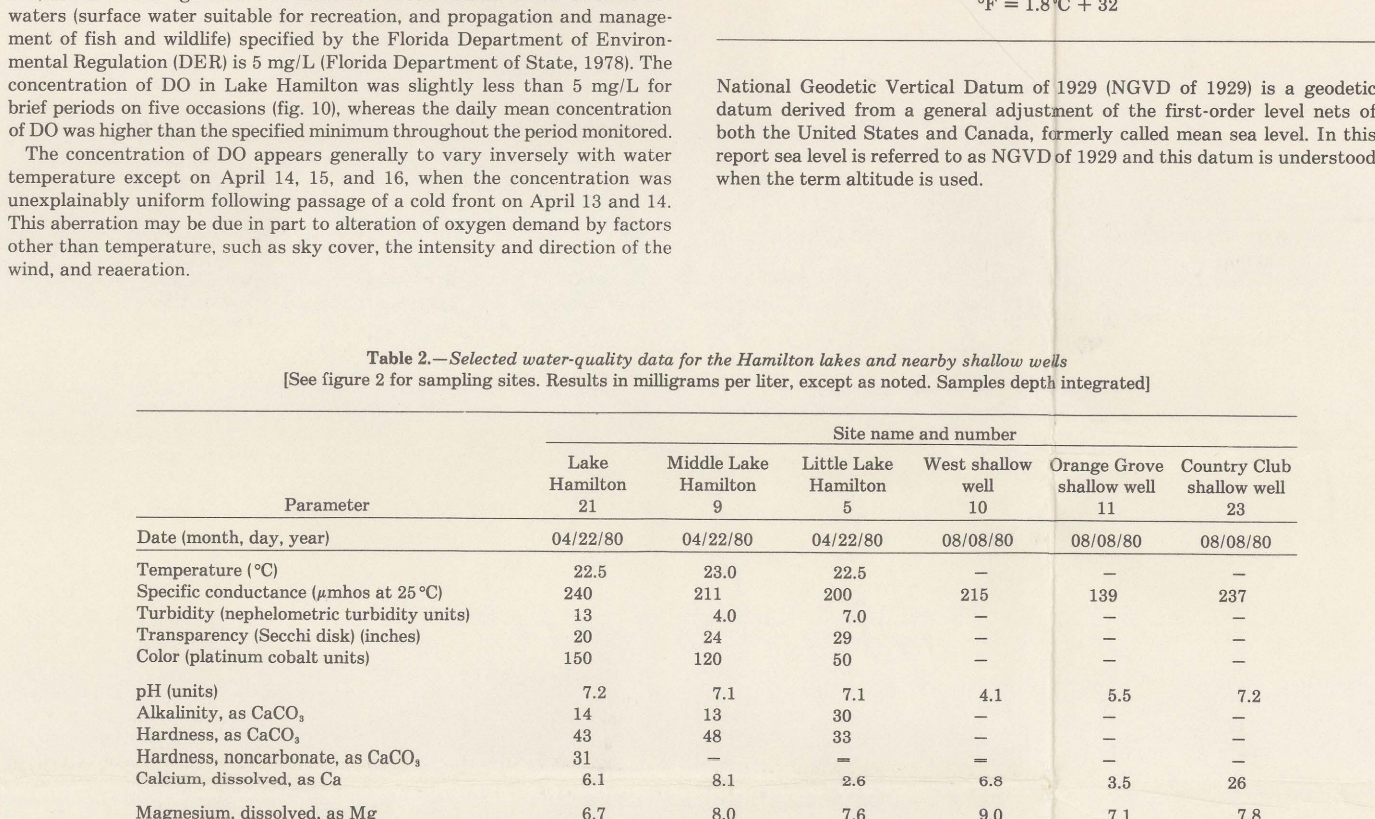 waters (surface water suitable for recreation, and propagation and manage-
ment of fish and wildlife) specified by the Florida Department of Environ-
mental Regulation (DER) is 5 mg/L (Florida Department of State, 1978). The
concentration of DO in Lake Hamilton was slightly less than 5 mg/L for
brief periods on five occasions (fig. 10), whereas the daily mean concentration
of DO was higher than the specified minimum throughout the period monitored.
The concentration of DO appears generally to vary inversely with water
temperature except on April 14, 15, and 16, when the concentration was
unexplainably uniform following passage of a cold front on April 13 and 14.
This aberration may be due in part to alteration of oxygen demand by factors
other than temperature, such as sky cover, the intensity and direction of the
wind, and reaeration.
°F = 1.8°C + 32
National Geodetic Vertical Datum of 1929 (NGVD of 1929) is a geodetic
datum derived from a general adjustment of the first-order level nets of
both the United States and Canada, formerly called mean sea level. In this
report sea level is referred to as NGVD of 1929 and this datum is understood
when the term altitude is used.
Table 2.—Selected water-quality data for the Hamilton lakes and nearby shallow wells
[See figure 2 for sampling sites. Results in milligrams per liter, except as noted. Samples depth integrated]
Site name and number
Lake Middle Lake Little Lake West shallow Orange Grove Country Club
Hamilton Hamilton Hamilton well shallow well shallow well
Parameter 21 9 5 10 11 23
Date (month, day, year) 04/22/80 04/22/80 04/22/80 08/08/80 08/08/80 08/08/80
Temperature (°C) 22.5 23.0 22.5 — — —
Specific conductance (µmhos at 25°C) 240 211 200 215 139 237
Turbidity (nephelometric turbidity units) 13 4.0 7.0 — — —
Transparency (Secchi disk) (inches) 20 24 29 — — —
Color (platinum cobalt units) 150 120 50 — — —
pH (units) 7.2 7.1 7.1 4.1 5.5 7.2
Alkalinity, as CaCO₃ 14 13 30 — — —
Hardness, as CaCO₃ 43 48 33 — — —
Hardness, noncarbonate, as CaCO₃ 31 — — — — —
Calcium, dissolved, as Ca 6.1 8.1 2.6 6.8 3.5 26
Magnesium, dissolved, as Mg 6.7 8.0 7.6 9.0 7.1 7.8